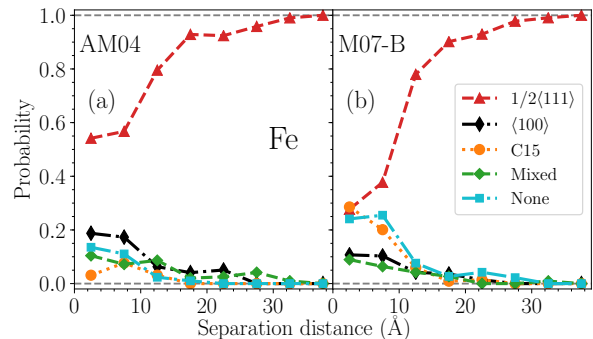 AM04
M07-B
(a)
(b)
Fe
1/2⟨111⟩
⟨100⟩
C15
Mixed
None
Probability
1.0
0.8
0.6
0.4
0.2
0.0
0 10 20 30
0 10 20 30
Separation distance (Å)